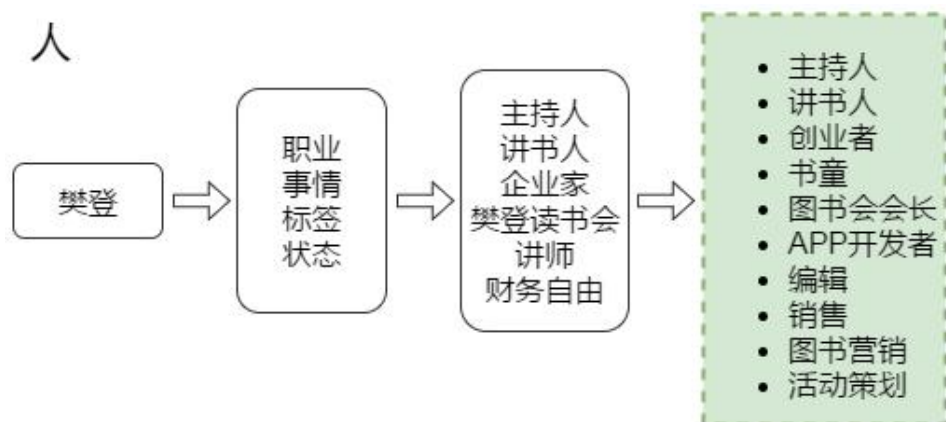 人
樊登
职业
事情
标签
状态
主持人
讲书人
企业家
樊登读书会
讲师
财务自由
• 主持人
• 讲书人
• 创业者
• 书童
• 图书会会长
• APP开发者
• 编辑
• 销售
• 图书营销
• 活动策划